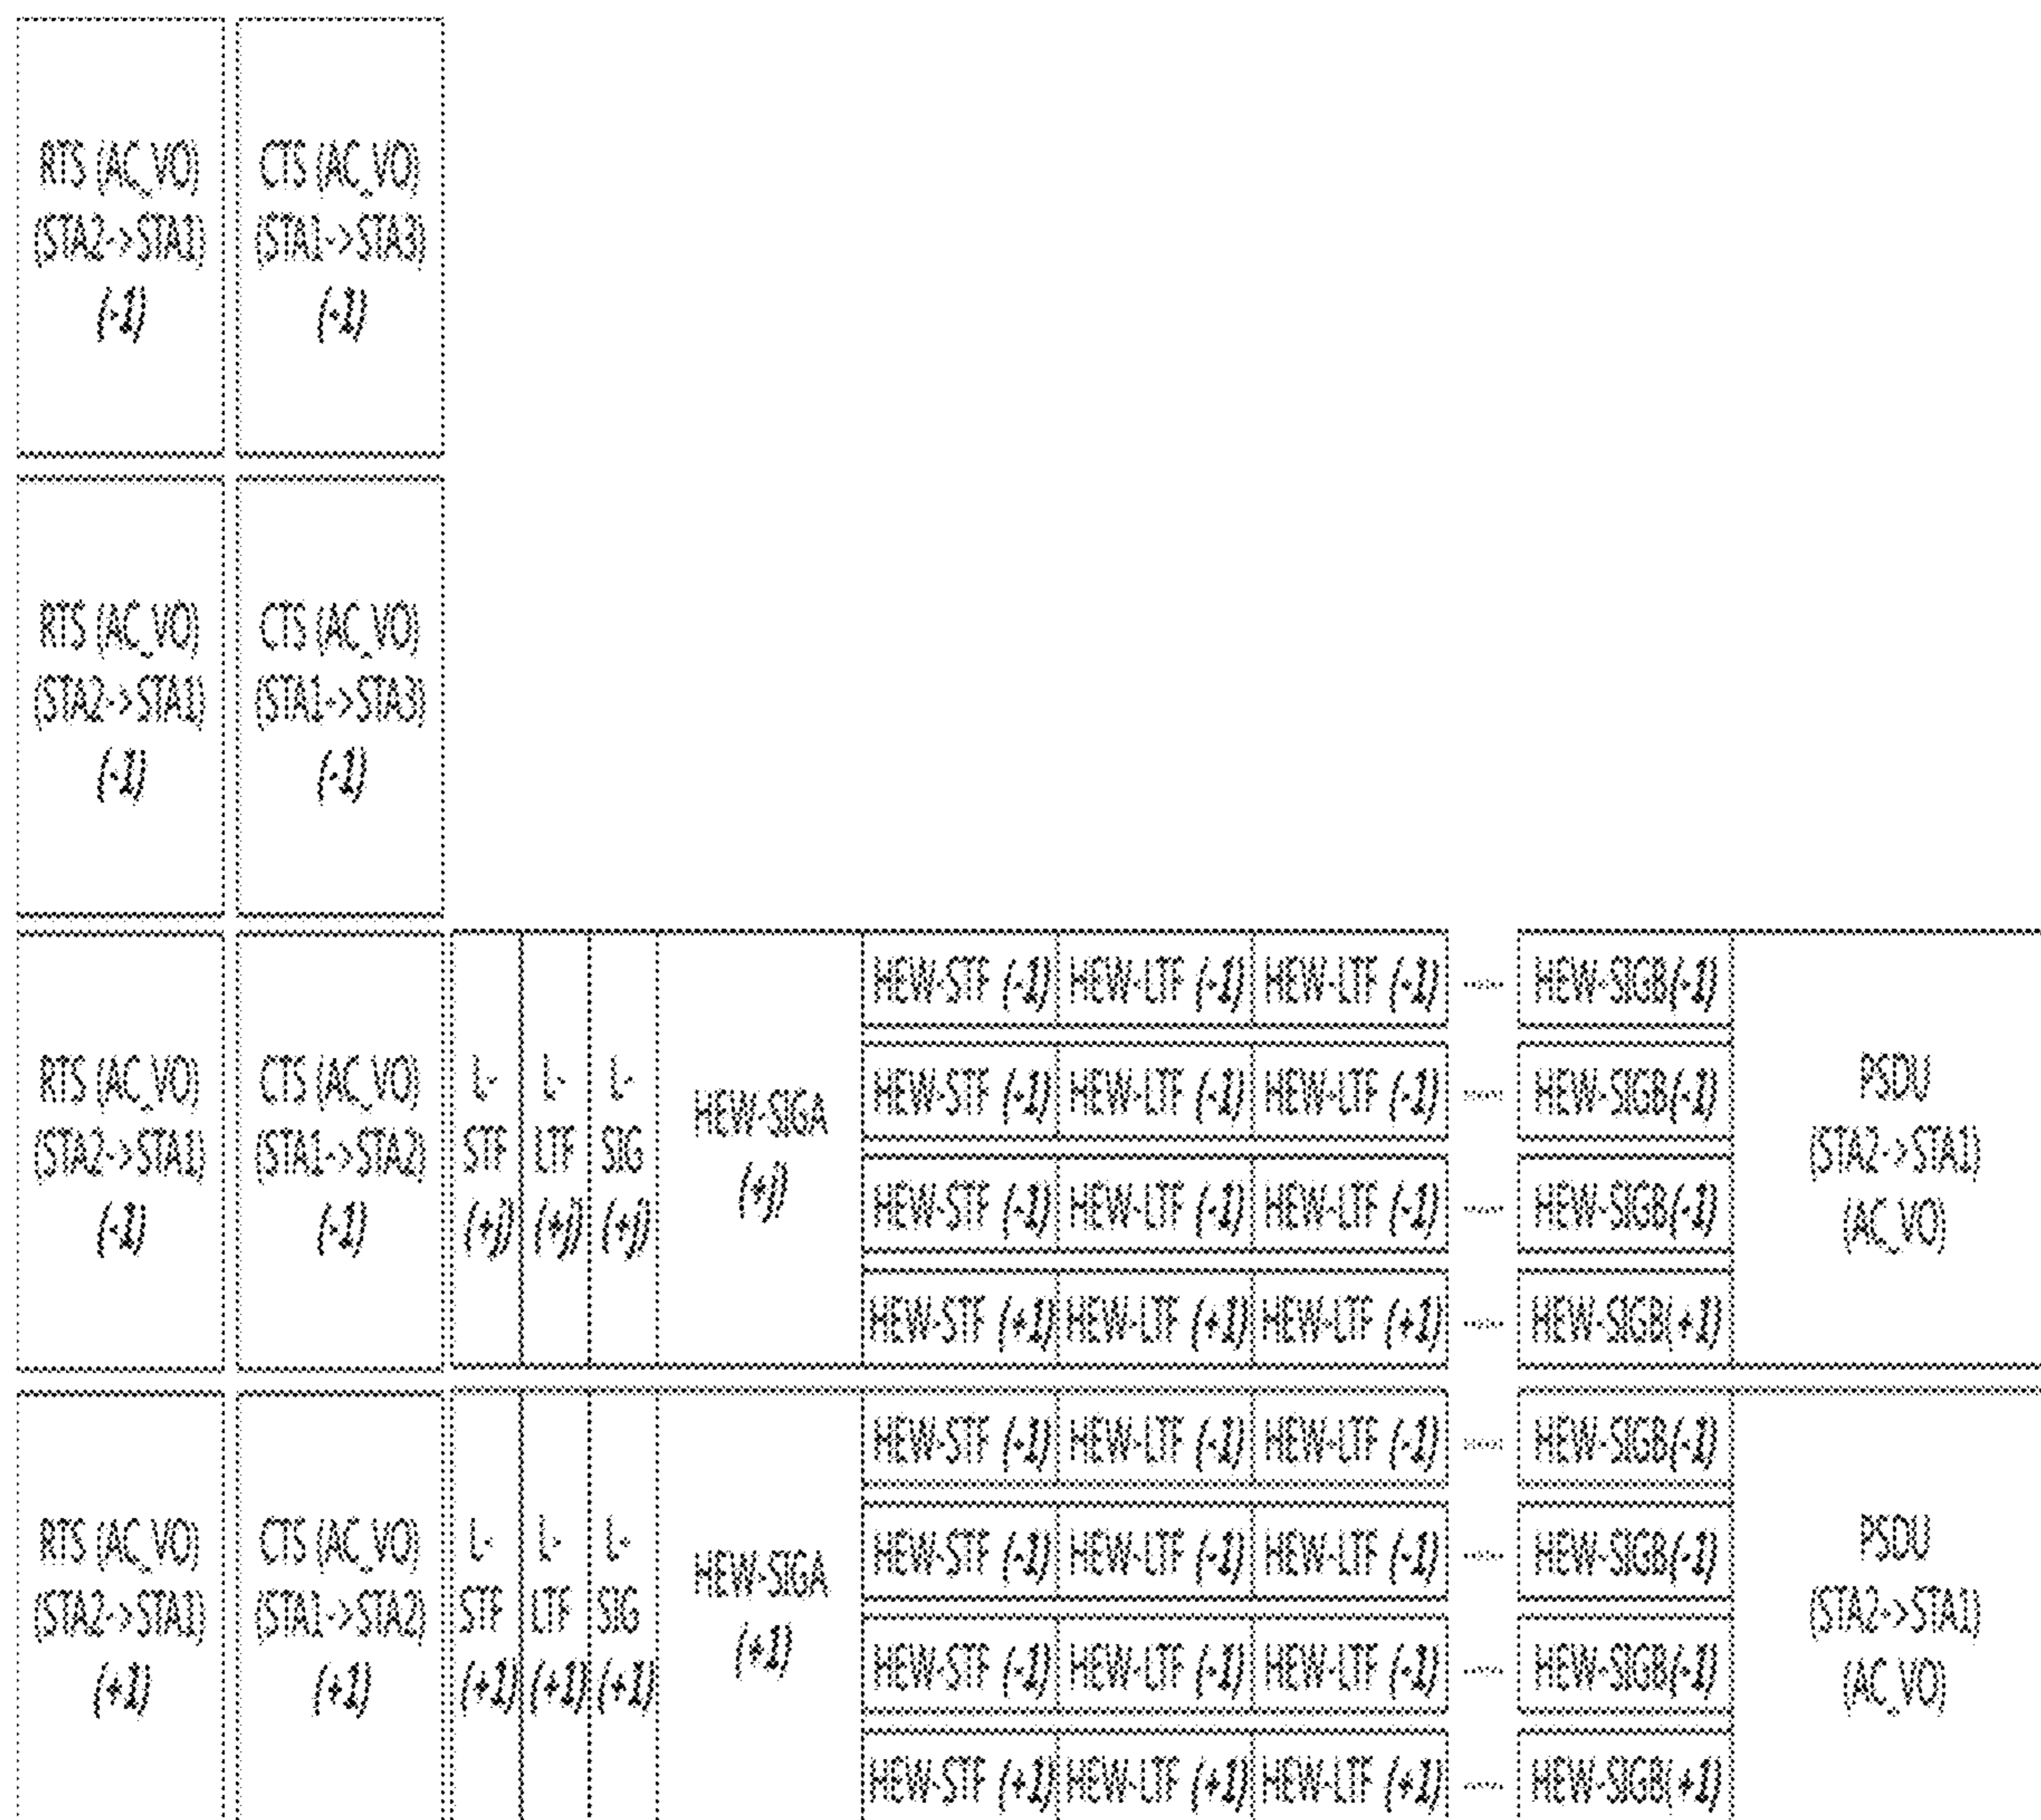 RTS (AC_VO)
(STA2->STA1)
(-1)
CTS (AC_VO)
(STA1->STA3)
(-1)
RTS (AC_VO)
(STA2->STA1)
(-1)
CTS (AC_VO)
(STA1->STA3)
(-1)
RTS (AC_VO)
(STA2->STA1)
(-1)
CTS (AC_VO)
(STA1->STA2)
(-1)
L-
STF
(+j)
L-
LTF
(+j)
L-
SIG
(+j)
HEW-SIGA
(+j)
HEW-STF (-1) HEW-LTF (-1) HEW-LTF (-1) ---- HEW-SIGB(-1)
HEW-STF (-1) HEW-LTF (-1) HEW-LTF (-1) ---- HEW-SIGB(-1)
HEW-STF (-1) HEW-LTF (-1) HEW-LTF (-1) ---- HEW-SIGB(-1)
HEW-STF (+1) HEW-LTF (+1) HEW-LTF (+1) ---- HEW-SIGB(+1)
PSDU
(STA2->STA1)
(AC_VO)
RTS (AC_VO)
(STA2->STA1)
(+1)
CTS (AC_VO)
(STA1->STA2)
(+1)
L-
STF
(+1)
L-
LTF
(+1)
L-
SIG
(+1)
HEW-SIGA
(+1)
HEW-STF (-1) HEW-LTF (-1) HEW-LTF (-1) ---- HEW-SIGB(-1)
HEW-STF (-1) HEW-LTF (-1) HEW-LTF (-1) ---- HEW-SIGB(-1)
HEW-STF (-1) HEW-LTF (-1) HEW-LTF (-1) ---- HEW-SIGB(-1)
HEW-STF (+1) HEW-LTF (+1) HEW-LTF (+1) ---- HEW-SIGB(+1)
PSDU
(STA2->STA1)
(AC_VO)